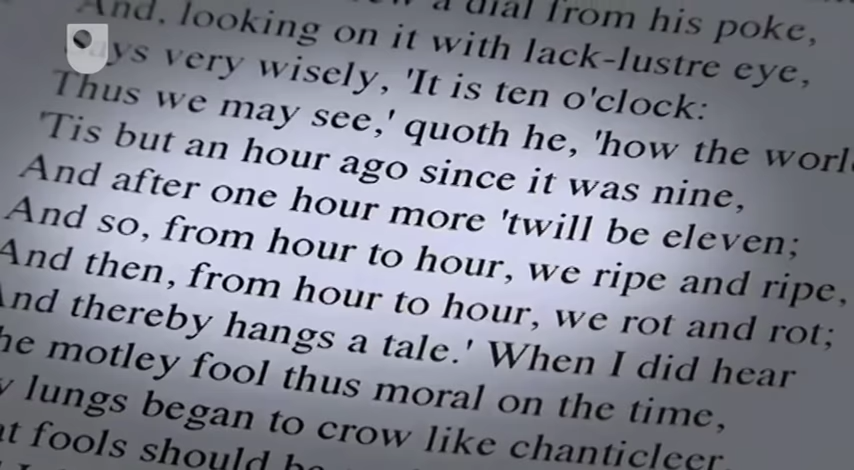 a dial from his poke,
And, looking on it with lack-lustre eye,
ays very wisely, 'It is ten o'clock:
Thus we may see,' quoth he, 'how the worl
'Tis but an hour ago since it was nine,
And after one hour more 'twill be eleven;
And so, from hour to hour, we ripe and ripe,
And then, from hour to hour, we rot and rot;
And thereby hangs a tale.' When I did hear
he motley fool thus moral on the time,
lungs began to crow like chanticleer
fools should